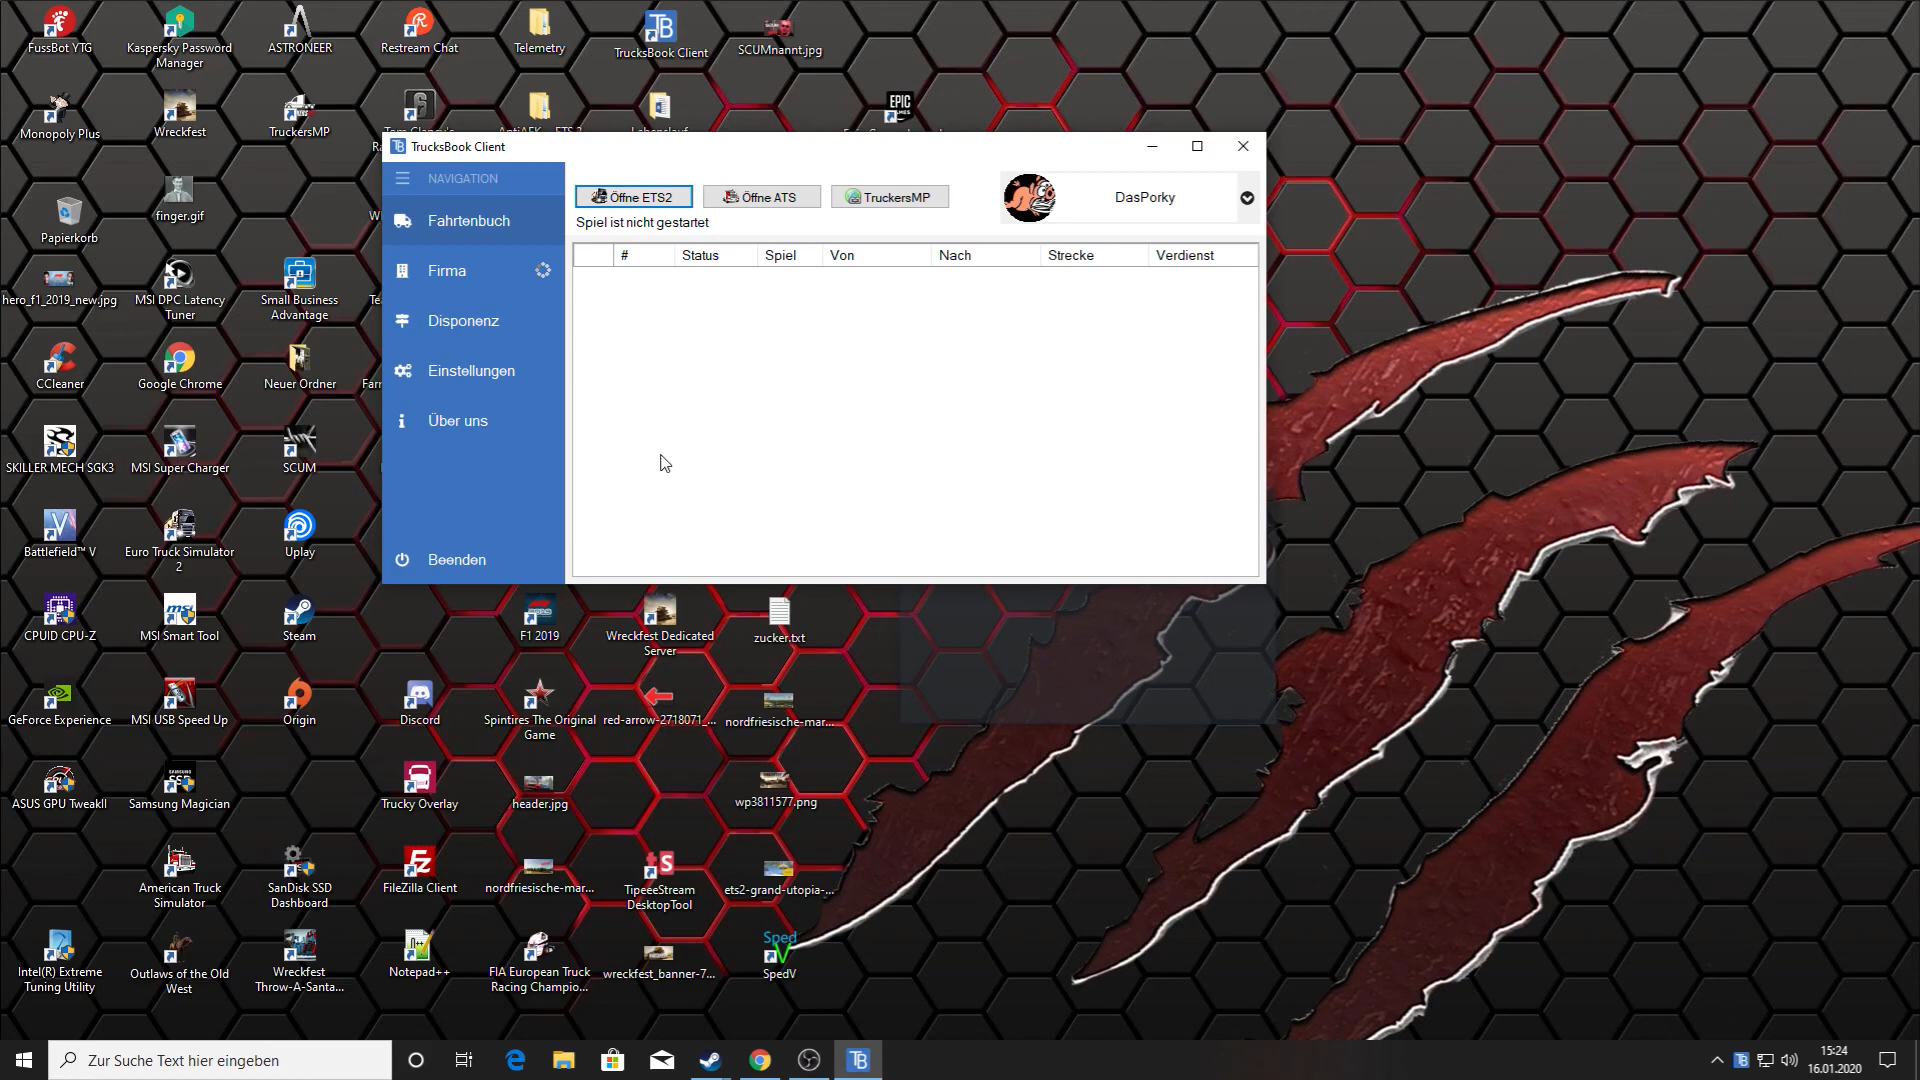 FussBot YTG
Kaspersky Password
Manager
ASTRONEER
Restream Chat
Telemetry
TrucksBook Client
SCUMnannt.jpg
Monopoly Plus
Wreckfest
TruckersMP
EPIC
GAMES
TrucksBook Client
NAVIGATION
Fahrtenbuch
Firma
Disponenz
Einstellungen
Über uns
Beenden
Öffne ETS2
Öffne ATS
TruckersMP
DasPorky
Spiel ist nicht gestartet
#
Status
Spiel
Von
Nach
Strecke
Verdienst
Papierkorb
finger.gif
hero_f1_2019_new.jpg
MSI DPC Latency
Tuner
Small Business
Advantage
CCleaner
Google Chrome
Neuer Ordner
SKILLER MECH SGK3
MSI Super Charger
SCUM
Battlefield™ V
Euro Truck Simulator
2
Uplay
CPUID CPU-Z
MSI Smart Tool
Steam
F1 2019
Wreckfest Dedicated
Server
zucker.txt
GeForce Experience
MSI USB Speed Up
Origin
Discord
Spintires The Original
Game
red-arrow-2718071_...
nordfriesische-mar...
ASUS GPU TweakII
Samsung Magician
Trucky Overlay
header.jpg
wp3811577.png
American Truck
Simulator
SanDisk SSD
Dashboard
FileZilla Client
nordfriesische-mar...
TipeeeStream
DesktopTool
ets2-grand-utopia-...
Intel(R) Extreme
Tuning Utility
Outlaws of the Old
West
Wreckfest
Throw-A-Santa...
Notepad++
FIA European Truck
Racing Champio...
wreckfest_banner-7...
Sped
V
SpedV
Zur Suche Text hier eingeben
15:24
16.01.2020